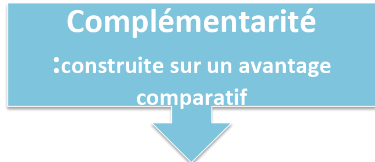 Complémentarité
:construite sur un avantage
comparatif